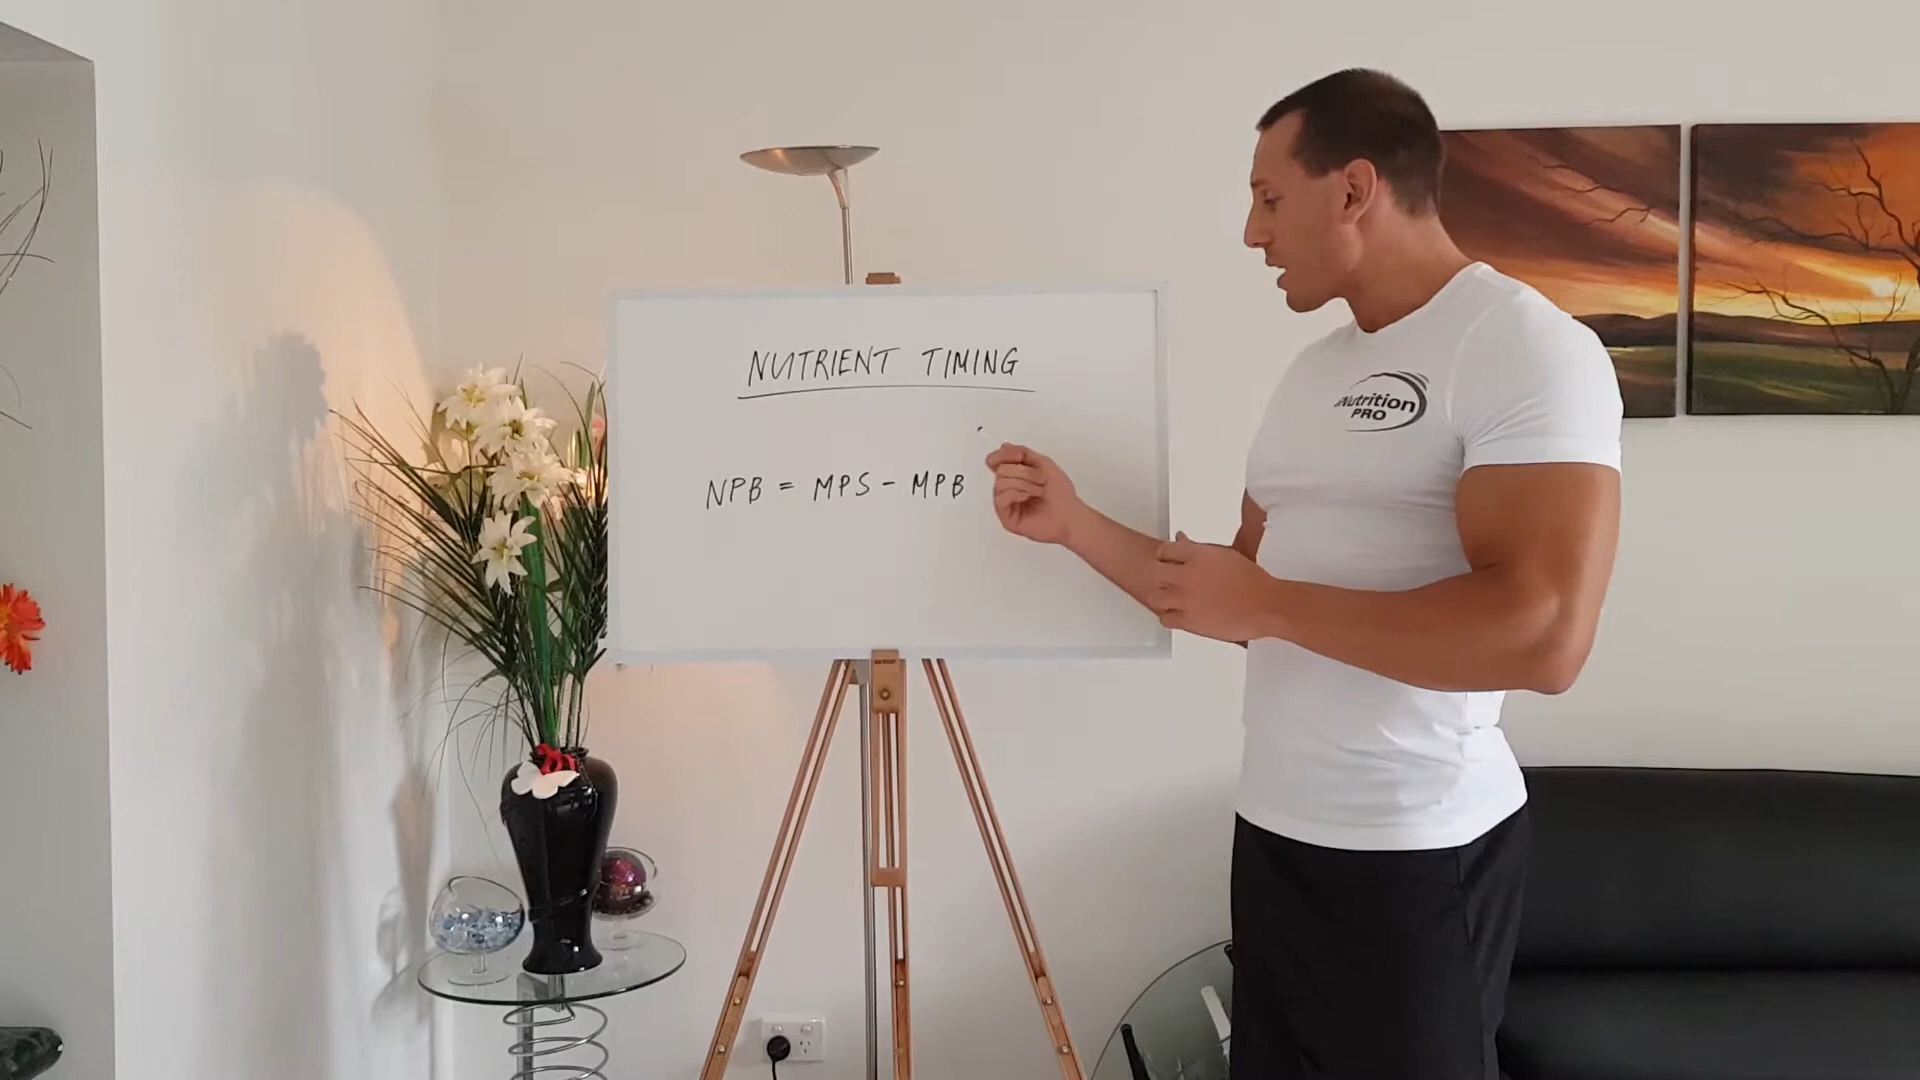 NUTRIENT TIMING
NPB = MPS - MPB
Nutrition
PRO